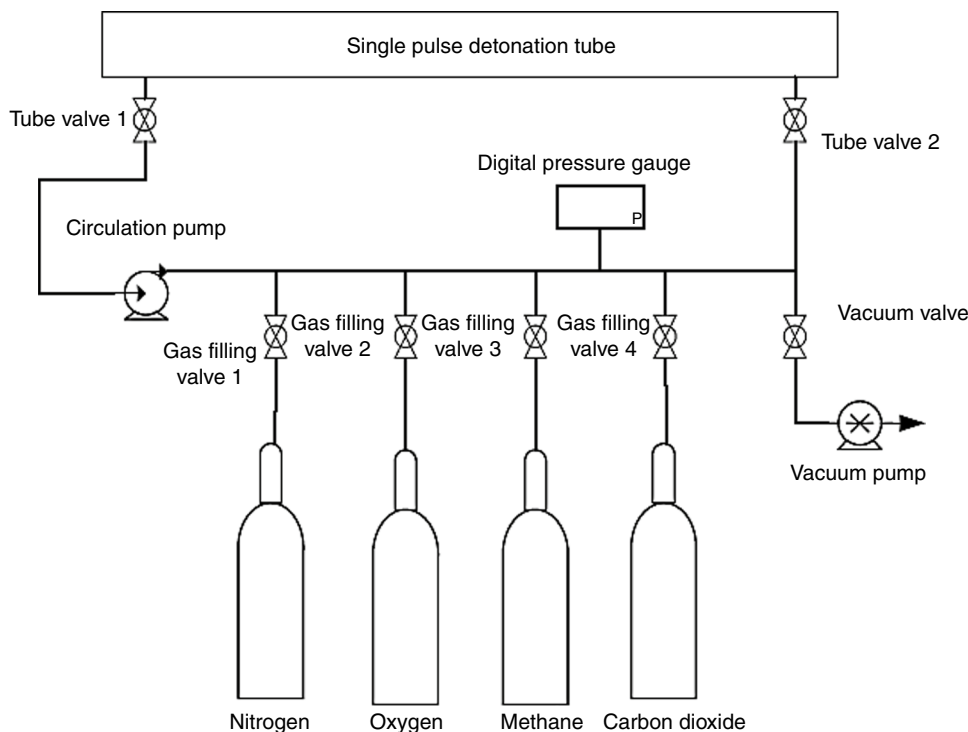 Single pulse detonation tube
Tube valve 1
Tube valve 2
Digital pressure gauge
P
Circulation pump
Gas filling
valve 1
Gas filling
valve 2
Gas filling
valve 3
Gas filling
valve 4
Vacuum valve
Vacuum pump
Nitrogen
Oxygen
Methane
Carbon dioxide